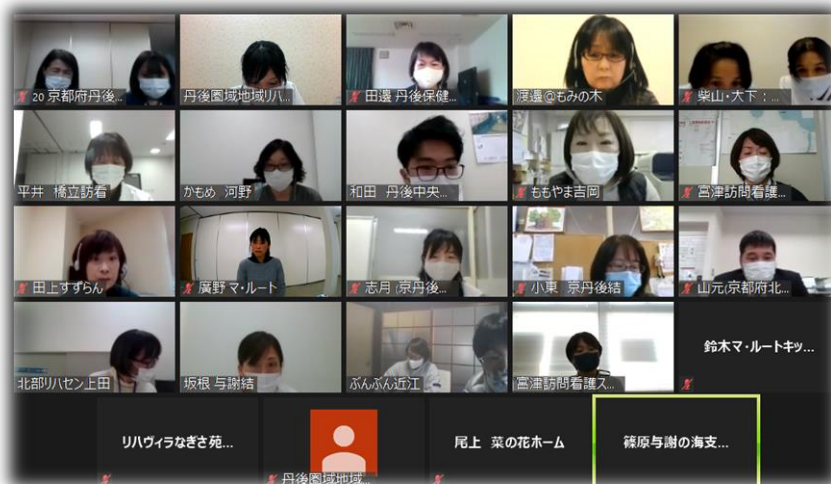 20 京都府丹後...
丹後圏域地域リハ...
田邊 丹後保健...
渡邊@もみの木
柴山・大下：...
平井 橋立訪看
かもめ 河野
和田 丹後中央...
ももやま吉岡
宮津訪問看護...
田上すずらん
廣野 マ・ルート
志月 (京丹後...
小東 京丹後結
山元(京都府北...
北部リハセン上田
坂根 与謝結
ぶんぶん近江
宮津訪問看護ス...
鈴木マ・ルートキッ...
リハヴィラなぎさ苑...
丹後圏域地域...
尾上 菜の花ホーム
篠原与謝の海支...